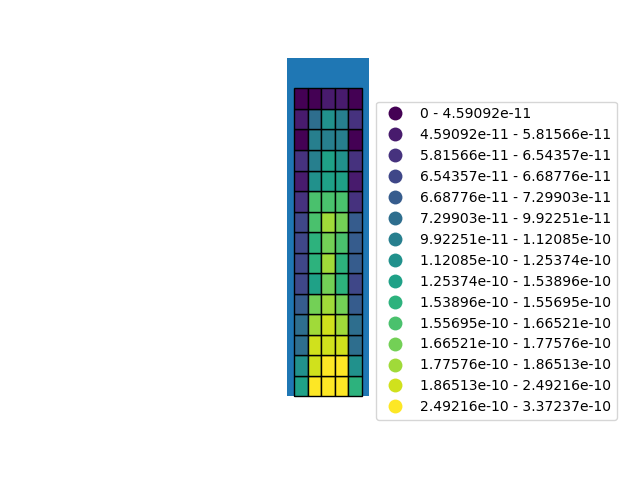 0 - 4.59092e-11
4.59092e-11 - 5.81566e-11
5.81566e-11 - 6.54357e-11
6.54357e-11 - 6.68776e-11
6.68776e-11 - 7.29903e-11
7.29903e-11 - 9.92251e-11
9.92251e-11 - 1.12085e-10
1.12085e-10 - 1.25374e-10
1.25374e-10 - 1.53896e-10
1.53896e-10 - 1.55695e-10
1.55695e-10 - 1.66521e-10
1.66521e-10 - 1.77576e-10
1.77576e-10 - 1.86513e-10
1.86513e-10 - 2.49216e-10
2.49216e-10 - 3.37237e-10